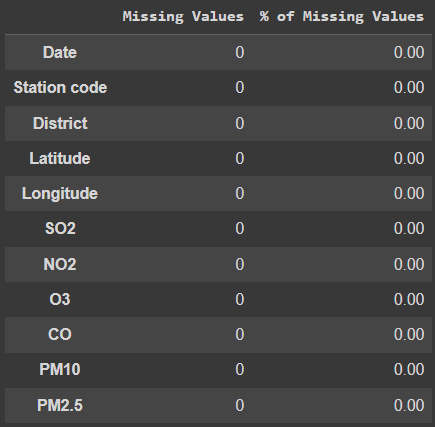 Missing Values % of Missing Values
Date 0 0.00
Station code 0 0.00
District 0 0.00
Latitude 0 0.00
Longitude 0 0.00
SO2 0 0.00
NO2 0 0.00
O3 0 0.00
CO 0 0.00
PM10 0 0.00
PM2.5 0 0.00